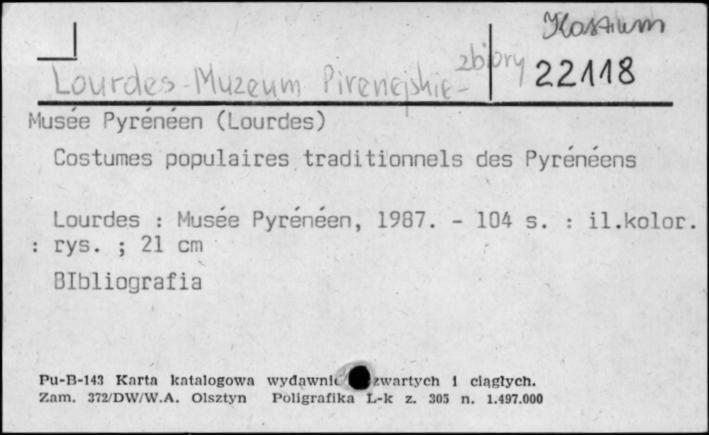 Kostium
Lourdes-Muzeum Pirenejskie- zbiory 22118
Musée Pyrénéen (Lourdes)
Costumes populaires traditionnels des Pyrénéens
Lourdes : Musée Pyrénéen, 1987. - 104 s. : il.kolor.
: rys. ; 21 cm
BIbliografia
Pu-B-143 Karta katalogowa wydawnic zwartych i ciągłych.
Zam. 372/DW/W.A. Olsztyn Poligrafika L-k z. 305 n. 1.497.000